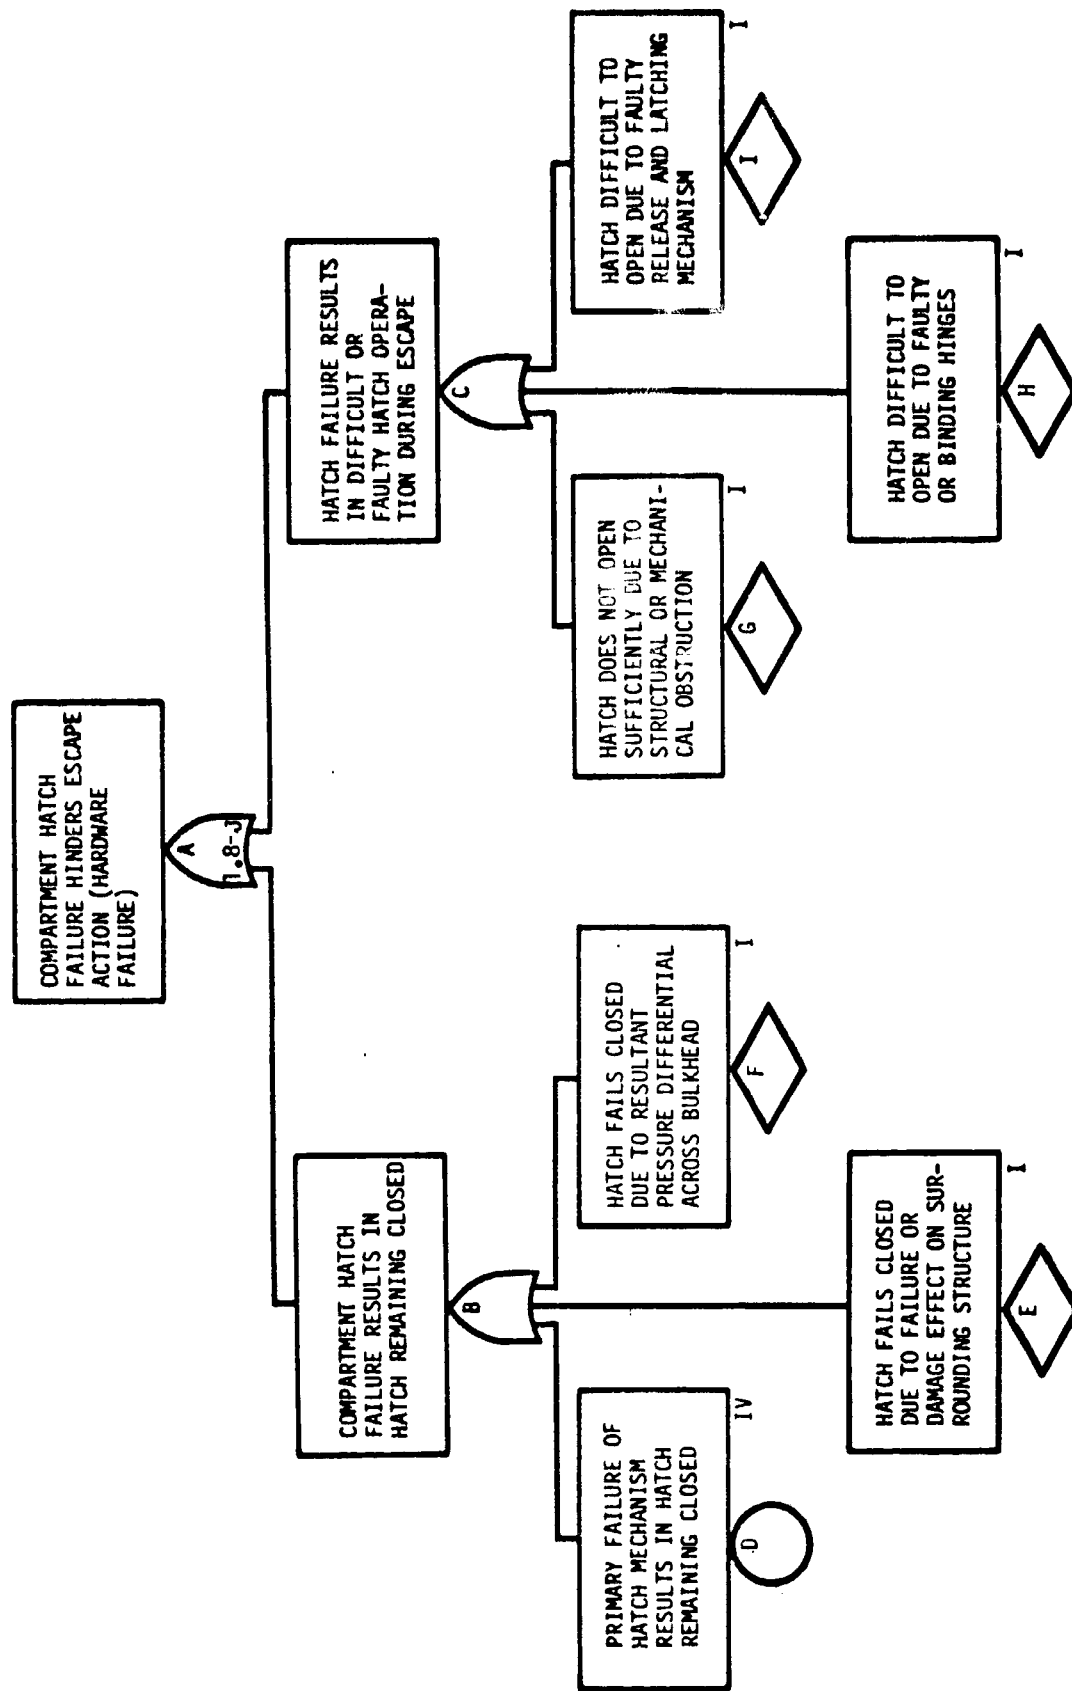 COMPARTMENT HATCH
FAILURE HINDERS ESCAPE
ACTION (HARDWARE
FAILURE)
A
1.8-J
COMPARTMENT HATCH
FAILURE RESULTS IN
HATCH REMAINING CLOSED
B
HATCH FAILURE RESULTS
IN DIFFICULT OR
FAULTY HATCH OPERA-
TION DURING ESCAPE
C
PRIMARY FAILURE OF
HATCH MECHANISM
RESULTS IN HATCH
REMAINING CLOSED
IV
D
HATCH FAILS CLOSED
DUE TO RESULTANT
PRESSURE DIFFERENTIAL
ACROSS BULKHEAD
I
F
HATCH DOES NOT OPEN
SUFFICIENTLY DUE TO
STRUCTURAL OR MECHANI-
CAL OBSTRUCTION
I
G
HATCH DIFFICULT TO
OPEN DUE TO FAULTY
RELEASE AND LATCHING
MECHANISM
I
I
HATCH FAILS CLOSED
DUE TO FAILURE OR
DAMAGE EFFECT ON SUR-
ROUNDING STRUCTURE
I
E
HATCH DIFFICULT TO
OPEN DUE TO FAULTY
OR BINDING HINGES
I
H